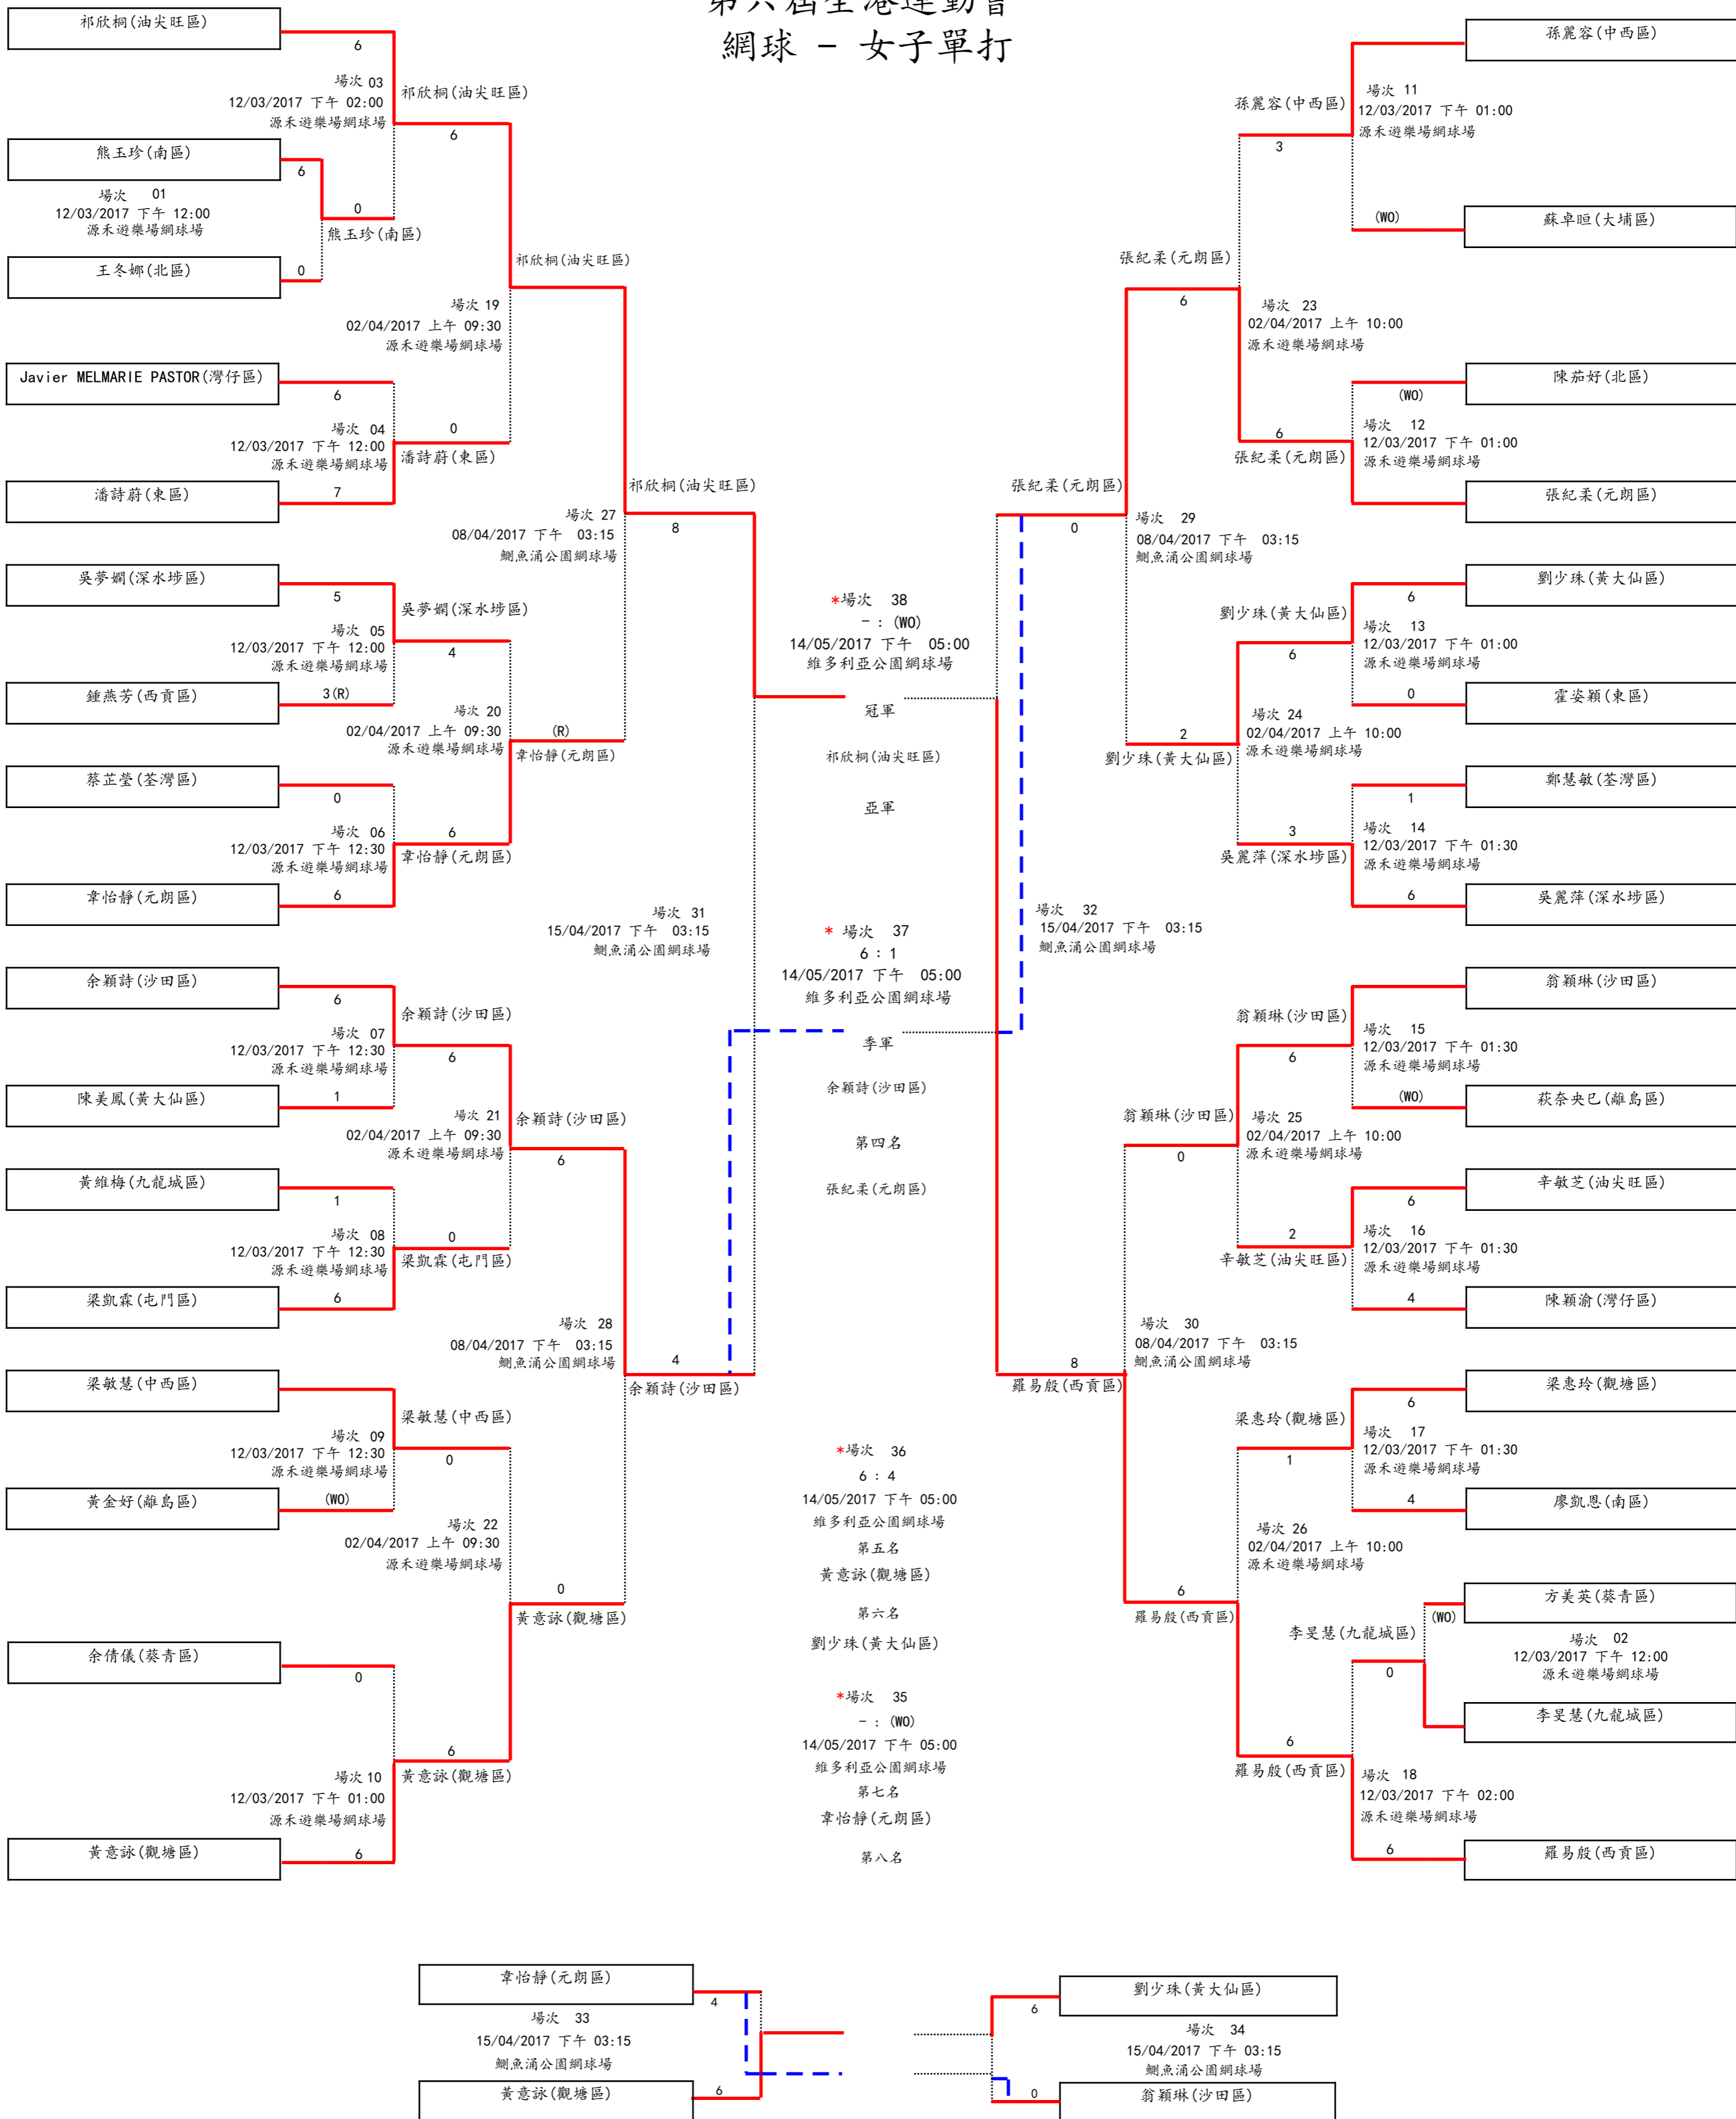 第六屆全港運動會
網球 - 女子單打
祁欣桐(油尖旺區)
6
場次 03
12/03/2017 下午 02:00
源禾遊樂場網球場
祁欣桐(油尖旺區)
6
熊玉珍(南區)
6
場次 01
12/03/2017 下午 12:00
源禾遊樂場網球場
0
熊玉珍(南區)
王冬娜(北區)
0
祁欣桐(油尖旺區)
場次 19
02/04/2017 上午 09:30
源禾遊樂場網球場
Javier MELMARIE PASTOR(灣仔區)
6
場次 04
12/03/2017 下午 12:00
源禾遊樂場網球場
0
潘詩蔚(東區)
潘詩蔚(東區)
7
祁欣桐(油尖旺區)
8
場次 27
08/04/2017 下午 03:15
鰂魚涌公園網球場
吳夢嫻(深水埗區)
5
吳夢嫻(深水埗區)
場次 05
12/03/2017 下午 12:00
源禾遊樂場網球場
4
鍾燕芳(西貢區)
3(R)
場次 20
02/04/2017 上午 09:30
源禾遊樂場網球場
(R)
韋怡靜(元朗區)
蔡芷瑩(荃灣區)
0
場次 06
12/03/2017 下午 12:30
源禾遊樂場網球場
6
韋怡靜(元朗區)
韋怡靜(元朗區)
6
場次 31
15/04/2017 下午 03:15
鰂魚涌公園網球場
余穎詩(沙田區)
6
余穎詩(沙田區)
場次 07
12/03/2017 下午 12:30
源禾遊樂場網球場
6
陳美鳳(黃大仙區)
1
場次 21
02/04/2017 上午 09:30
源禾遊樂場網球場
余穎詩(沙田區)
6
黃維梅(九龍城區)
1
場次 08
12/03/2017 下午 12:30
源禾遊樂場網球場
0
梁凱霖(屯門區)
梁凱霖(屯門區)
6
場次 28
08/04/2017 下午 03:15
鰂魚涌公園網球場
4
余穎詩(沙田區)
梁敏慧(中西區)
梁敏慧(中西區)
場次 09
12/03/2017 下午 12:30
源禾遊樂場網球場
0
黃金好(離島區)
(WO)
場次 22
02/04/2017 上午 09:30
源禾遊樂場網球場
0
黃意詠(觀塘區)
余倩儀(葵青區)
0
6
黃意詠(觀塘區)
場次 10
12/03/2017 下午 01:00
源禾遊樂場網球場
黃意詠(觀塘區)
6
*場次 38
- : (WO)
14/05/2017 下午 05:00
維多利亞公園網球場
冠軍
祁欣桐(油尖旺區)
亞軍
* 場次 37
6 : 1
14/05/2017 下午 05:00
維多利亞公園網球場
季軍
余穎詩(沙田區)
第四名
張紀柔(元朗區)
*場次 36
6 : 4
14/05/2017 下午 05:00
維多利亞公園網球場
第五名
黃意詠(觀塘區)
第六名
劉少珠(黃大仙區)
*場次 35
- : (WO)
14/05/2017 下午 05:00
維多利亞公園網球場
第七名
韋怡靜(元朗區)
第八名
孫麗容(中西區)
孫麗容(中西區)
場次 11
12/03/2017 下午 01:00
源禾遊樂場網球場
3
(WO)
蘇卓晅(大埔區)
張紀柔(元朗區)
6
場次 23
02/04/2017 上午 10:00
源禾遊樂場網球場
陳茄好(北區)
(WO)
場次 12
12/03/2017 下午 01:00
源禾遊樂場網球場
6
張紀柔(元朗區)
張紀柔(元朗區)
張紀柔(元朗區)
0
場次 29
08/04/2017 下午 03:15
鰂魚涌公園網球場
劉少珠(黃大仙區)
6
劉少珠(黃大仙區)
場次 13
12/03/2017 下午 01:00
源禾遊樂場網球場
6
0
霍姿穎(東區)
場次 24
02/04/2017 上午 10:00
源禾遊樂場網球場
2
劉少珠(黃大仙區)
鄭慧敏(荃灣區)
1
場次 14
12/03/2017 下午 01:30
源禾遊樂場網球場
3
吳麗萍(深水埗區)
6
吳麗萍(深水埗區)
場次 32
15/04/2017 下午 03:15
鰂魚涌公園網球場
翁穎琳(沙田區)
翁穎琳(沙田區)
場次 15
12/03/2017 下午 01:30
源禾遊樂場網球場
6
(WO)
萩奈央巳(離島區)
翁穎琳(沙田區)
0
場次 25
02/04/2017 上午 10:00
源禾遊樂場網球場
辛敏芝(油尖旺區)
6
場次 16
12/03/2017 下午 01:30
源禾遊樂場網球場
2
辛敏芝(油尖旺區)
4
陳穎渝(灣仔區)
場次 30
08/04/2017 下午 03:15
鰂魚涌公園網球場
8
羅易殷(西貢區)
梁惠玲(觀塘區)
6
梁惠玲(觀塘區)
場次 17
12/03/2017 下午 01:30
源禾遊樂場網球場
1
4
廖凱恩(南區)
場次 26
02/04/2017 上午 10:00
源禾遊樂場網球場
6
羅易殷(西貢區)
方美英(葵青區)
(WO)
李旻慧(九龍城區)
場次 02
12/03/2017 下午 12:00
源禾遊樂場網球場
0
李旻慧(九龍城區)
6
羅易殷(西貢區)
場次 18
12/03/2017 下午 02:00
源禾遊樂場網球場
6
羅易殷(西貢區)
韋怡靜(元朗區)
4
場次 33
15/04/2017 下午 03:15
鰂魚涌公園網球場
黃意詠(觀塘區)
6
劉少珠(黃大仙區)
6
場次 34
15/04/2017 下午 03:15
鰂魚涌公園網球場
0
翁穎琳(沙田區)